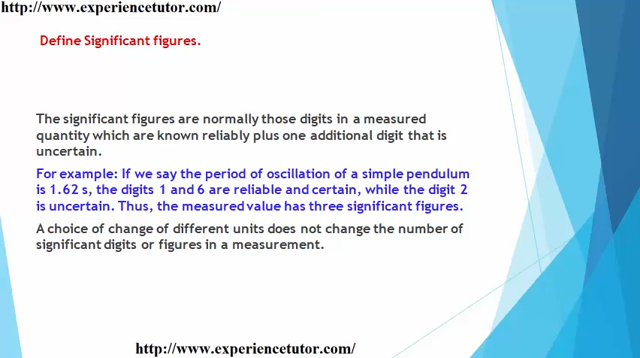 http://www.experiencetutor.com/
Define Significant figures.
The significant figures are normally those digits in a measured
quantity which are known reliably plus one additional digit that is
uncertain.
For example: If we say the period of oscillation of a simple pendulum
is 1.62 s, the digits 1 and 6 are reliable and certain, while the digit 2
is uncertain. Thus, the measured value has three significant figures.
A choice of change of different units does not change the number of
significant digits or figures in a measurement.
http://www.experiencetutor.com/